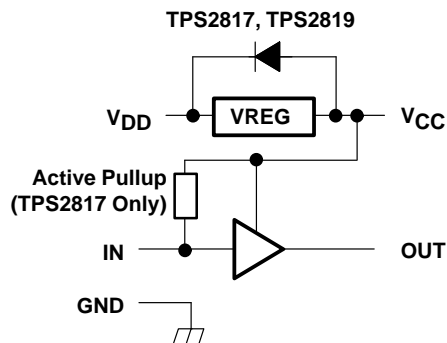 TPS2817, TPS2819
VDD
VREG
VCC
Active Pullup
(TPS2817 Only)
IN
OUT
GND